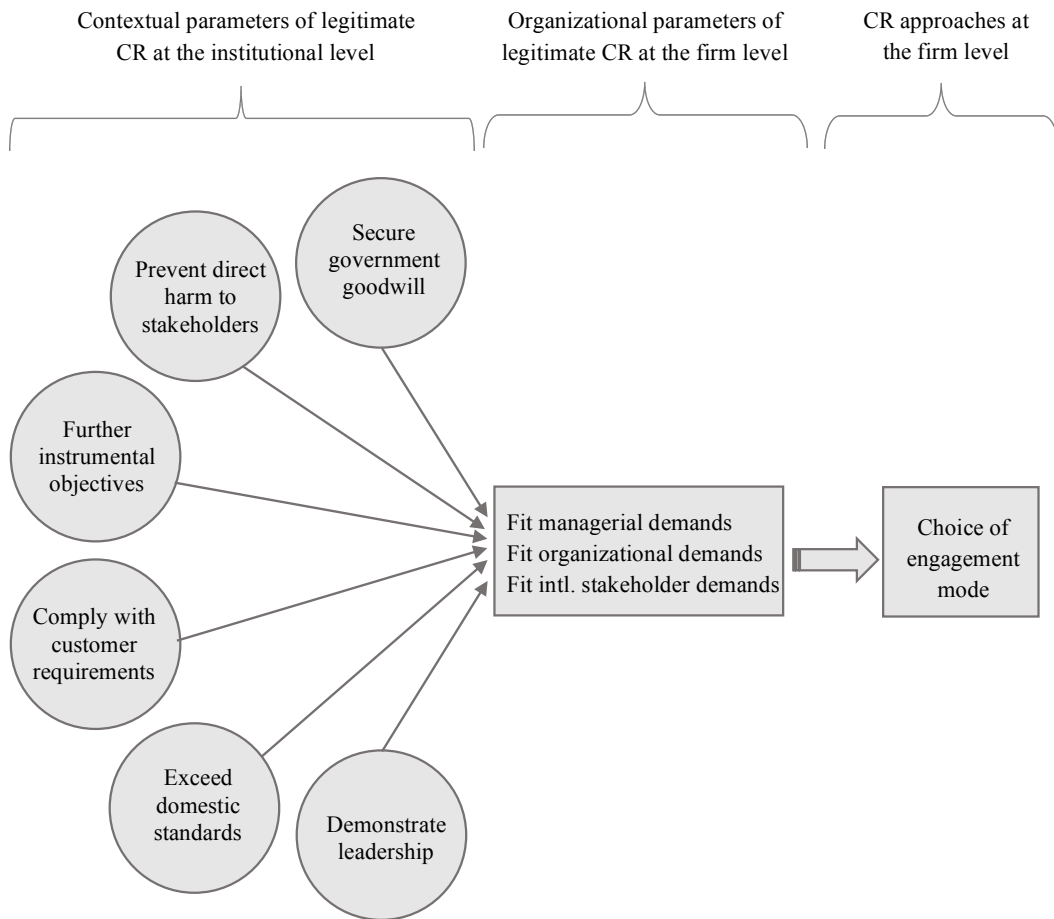 Contextual parameters of legitimate
CR at the institutional level
Organizational parameters of
legitimate CR at the firm level
CR approaches at
the firm level
Secure
government
goodwill
Prevent direct
harm to
stakeholders
Further
instrumental
objectives
Comply with
customer
requirements
Exceed
domestic
standards
Demonstrate
leadership
Fit managerial demands
Fit organizational demands
Fit intl. stakeholder demands
Choice of
engagement
mode